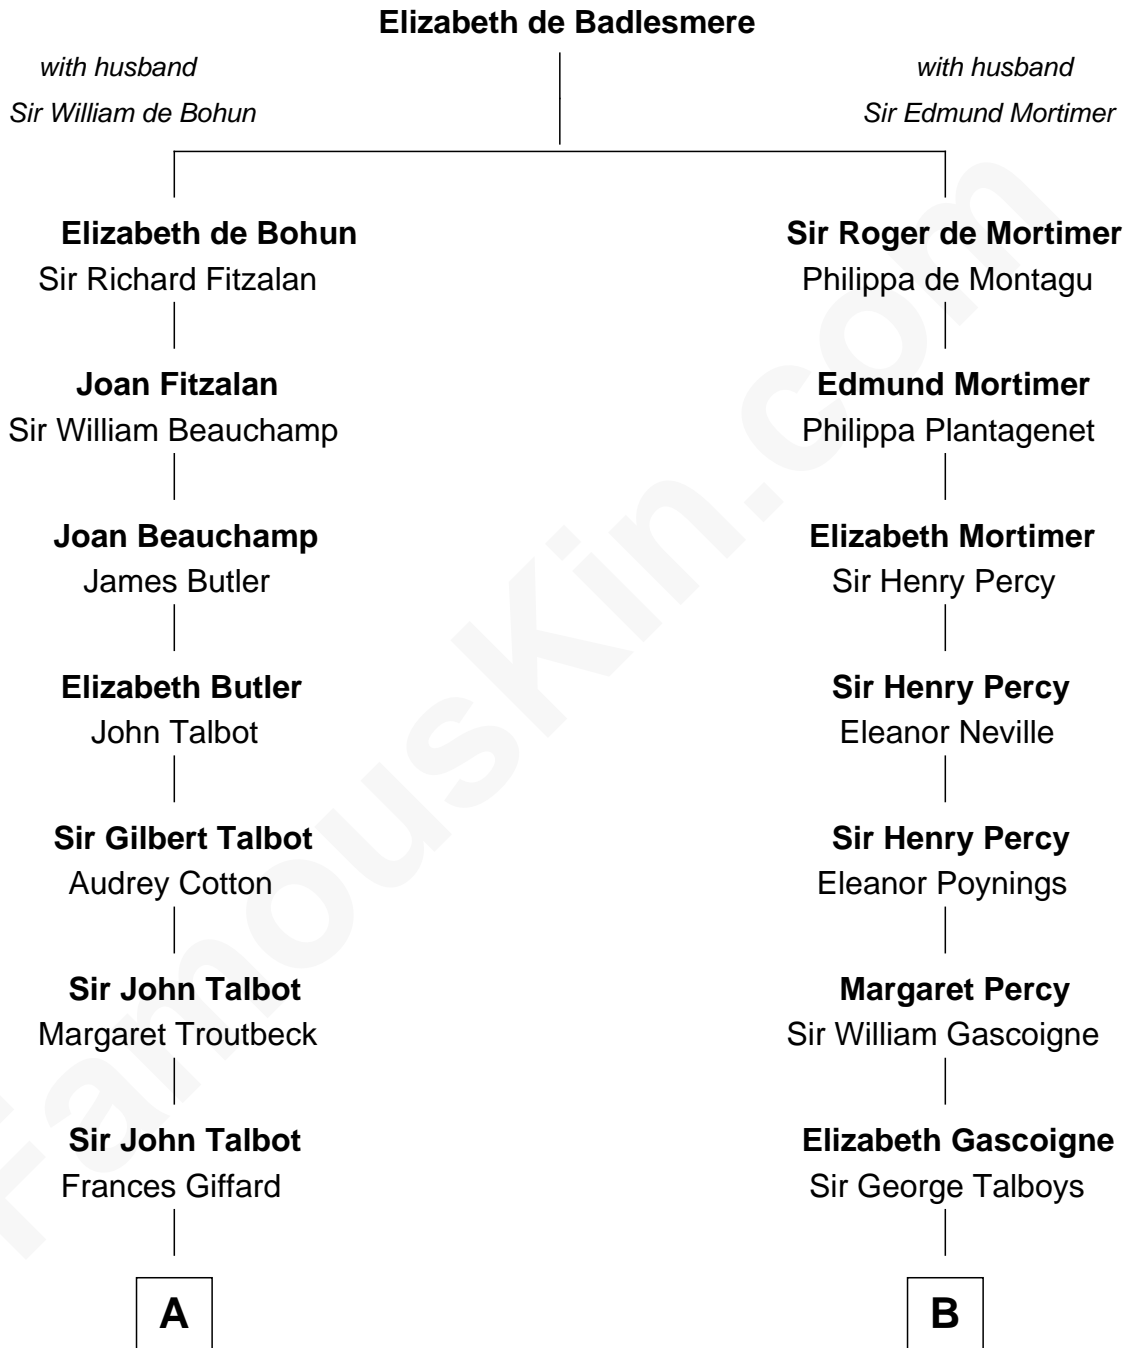 Elizabeth de Badlesmere
with husband
Sir William de Bohun
with husband
Sir Edmund Mortimer
Elizabeth de Bohun
Sir Richard Fitzalan
Sir Roger de Mortimer
Philippa de Montagu
Joan Fitzalan
Sir William Beauchamp
Edmund Mortimer
Philippa Plantagenet
Joan Beauchamp
James Butler
Elizabeth Mortimer
Sir Henry Percy
Elizabeth Butler
John Talbot
Sir Henry Percy
Eleanor Neville
Sir Gilbert Talbot
Audrey Cotton
Sir Henry Percy
Eleanor Poynings
Sir John Talbot
Margaret Troutbeck
Margaret Percy
Sir William Gascoigne
Sir John Talbot
Frances Giffard
Elizabeth Gascoigne
Sir George Talboys
A
B
FamousKin.com